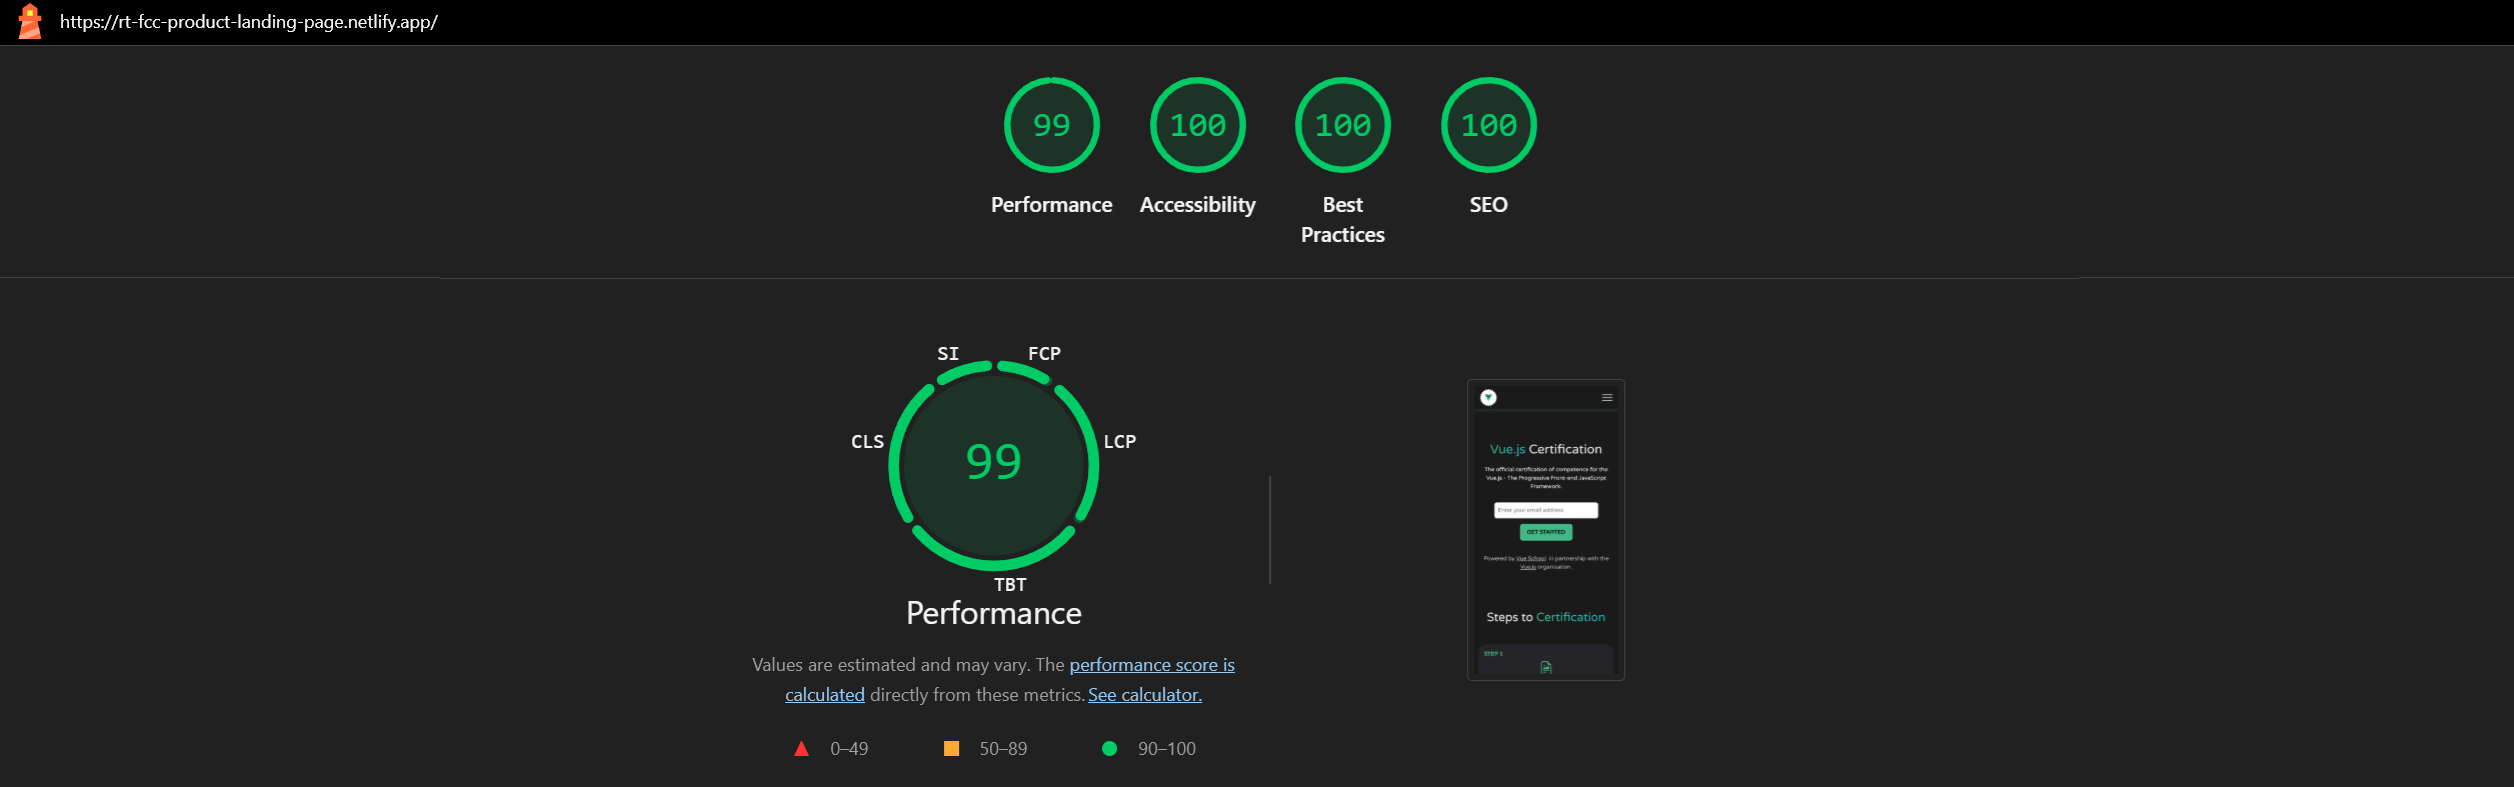 https://rt-fcc-product-landing-page.netlify.app/
99
100
100
100
Performance
Accessibility
Best
Practices
SEO
SI
FCP
CLS
LCP
99
TBT
Performance
Values are estimated and may vary. The performance score is
calculated directly from these metrics. See calculator.
0–49
50–89
90–100
Vue.js Certification
The official certification of competence for the
Vue.js - The Progressive Front-end JavaScript
Framework.
Enter your email address
GET STARTED
Powered by Vue School in partnership with the
Vue.js organisation.
Steps to Certification
STEP 1